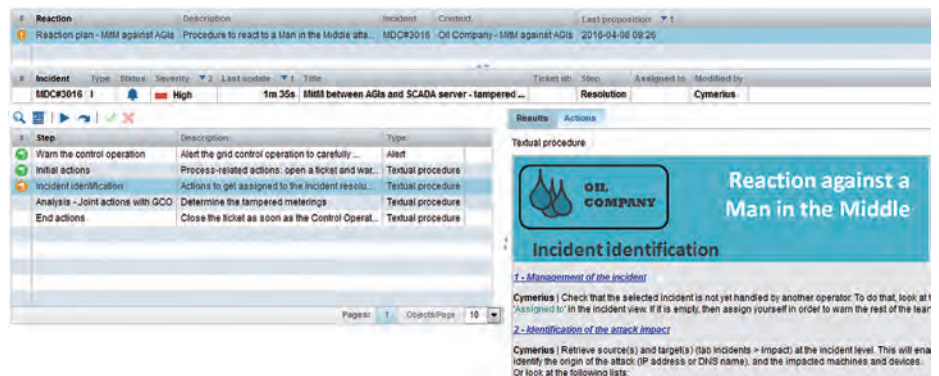 # Reaction Description Incident Context Last proposition 1
Reaction plan - MitM against AGIs Procedure to react to a Man in the Middle atta... MDC#3016 Oil Company - MitM against AGIs 2016-04-08 09:26
# Incident Type Status Severity 2 Last update 1 Title Ticket nb Step Assigned to Modified by
MDC#3016 I High 1m 35s MitM between AGIs and SCADA server - tampered ... Resolution Cymerius
# Step Description Type
Warn the control operation Alert the grid control operation to carefully ... Alert
Initial actions Process-related actions: open a ticket and war... Textual procedure
Incident identification Actions to get assigned to the incident resolu... Textual procedure
Analysis - Joint actions with GCO Determine the tampered meterings Textual procedure
End actions Close the ticket as soon as the Control Operat... Textual procedure
Pages: 1 Objects/Page 10
Results Actions
Textual procedure
OIL
COMPANY
Reaction against a
Man in the Middle
Incident identification
1 - Management of the incident
Cymerius | Check that the selected incident is not yet handled by another operator. To do that, look at
'Assigned to' in the incident view. If it is empty, then assign yourself in order to warn the rest of the
2 - Identification of the attack impact
Cymerius | Retrieve source(s) and target(s) (tab Incidents > Impact) at the incident level. This will
identify the origin of the attack (IP address or DNS name), and the impacted machines and devices.
Or look at the following lists: